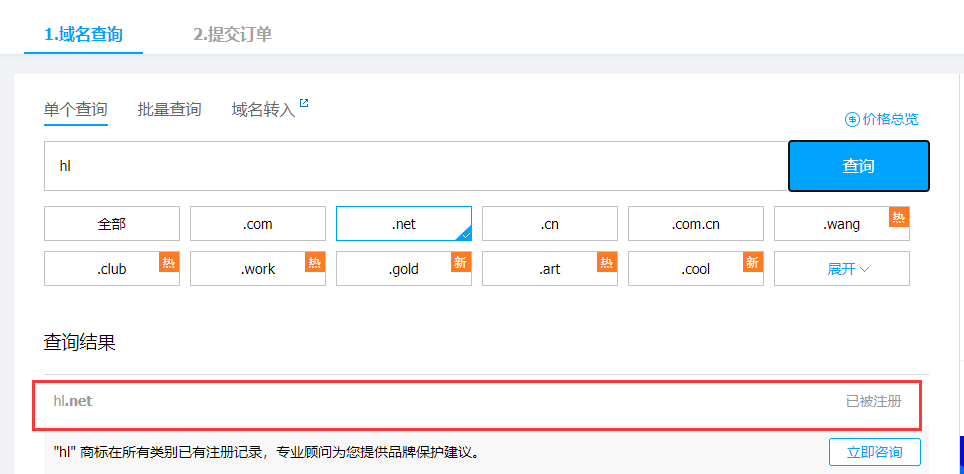 1.域名查询 2.提交订单
单个查询 批量查询 域名转入
价格总览
hl 查询
全部 .com .net .cn .com.cn .wang 热
.club 热 .work 热 .gold 新 .art 热 .cool 新 展开
查询结果
hl.net 已被注册
"hl" 商标在所有类别已有注册记录，专业顾问为您提供品牌保护建议。 立即咨询